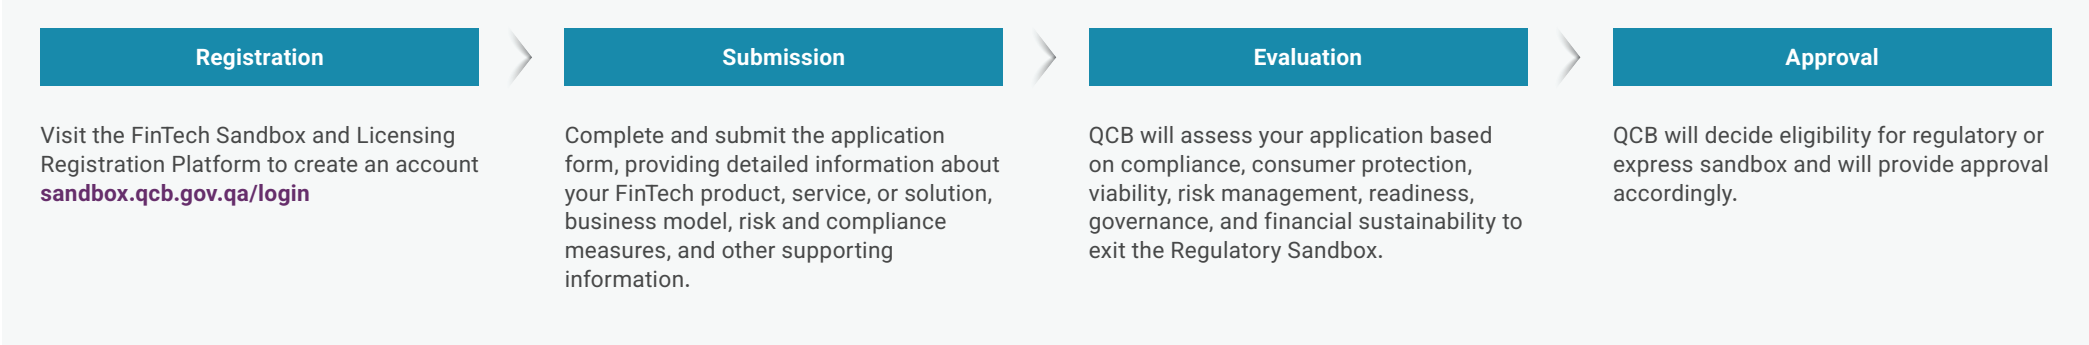 Registration
Visit the FinTech Sandbox and Licensing
Registration Platform to create an account
sandbox.qcb.gov.qa/login
Submission
Complete and submit the application
form, providing detailed information about
your FinTech product, service, or solution,
business model, risk and compliance
measures, and other supporting
information.
Evaluation
QCB will assess your application based
on compliance, consumer protection,
viability, risk management, readiness,
governance, and financial sustainability to
exit the Regulatory Sandbox.
Approval
QCB will decide eligibility for regulatory or
express sandbox and will provide approval
accordingly.